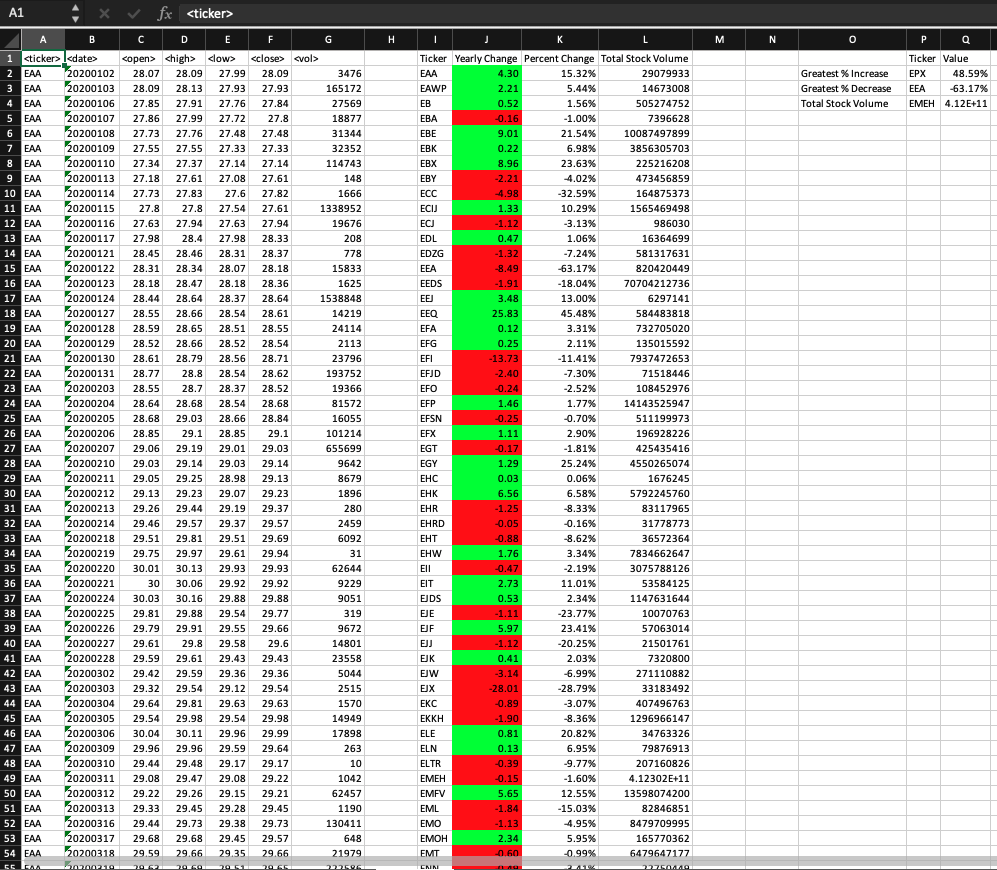 A1 fx <ticker>
A B C D E F G H I J K L M N O P Q
1 <ticker> <date> <open> <high> <low> <close> <vol> Ticker Yearly Change Percent Change Total Stock Volume Ticker Value
2 EAA 20200102 28.07 28.09 27.99 28.09 3476 EAA 4.30 15.32% 29079933 Greatest % Increase EPX 48.59%
3 EAA 20200103 28.09 28.13 27.93 27.93 165172 EAWP 2.21 5.44% 14673008 Greatest % Decrease EEA -63.17%
4 EAA 20200106 27.85 27.91 27.76 27.84 27569 EB 0.52 1.56% 505274752 Total Stock Volume EMEH 4.12E+11
5 EAA 20200107 27.86 27.99 27.72 27.8 18877 EBA -0.16 -1.00% 7396628
6 EAA 20200108 27.73 27.76 27.48 27.48 31344 EBE 9.01 21.54% 10087497899
7 EAA 20200109 27.55 27.55 27.33 27.33 32352 EBK 0.22 6.98% 3856305703
8 EAA 20200110 27.34 27.37 27.14 27.14 114743 EBX 8.96 23.63% 225216208
9 EAA 20200113 27.18 27.61 27.08 27.61 148 EBY -2.21 -4.02% 473456859
10 EAA 20200114 27.73 27.83 27.6 27.82 1666 ECC -4.98 -32.59% 164875373
11 EAA 20200115 27.8 27.8 27.54 27.61 1338952 ECIJ 1.33 10.29% 1565469498
12 EAA 20200116 27.63 27.94 27.63 27.94 19676 ECJ -1.12 -3.13% 986030
13 EAA 20200117 27.98 28.4 27.98 28.33 208 EDL 0.47 1.06% 16364699
14 EAA 20200121 28.45 28.46 28.31 28.37 778 EDZG -1.32 -7.24% 581317631
15 EAA 20200122 28.31 28.34 28.07 28.18 15833 EEA -8.49 -63.17% 820420449
16 EAA 20200123 28.18 28.47 28.18 28.36 1625 EEDS -1.91 -18.04% 70704212736
17 EAA 20200124 28.44 28.64 28.37 28.64 1538848 EEJ 3.48 13.00% 6297141
18 EAA 20200127 28.55 28.66 28.54 28.61 14219 EEQ 25.83 45.48% 584483818
19 EAA 20200128 28.59 28.65 28.51 28.55 24114 EFA 0.12 3.31% 732705020
20 EAA 20200129 28.52 28.66 28.52 28.54 2113 EFG 0.25 2.11% 135015592
21 EAA 20200130 28.61 28.79 28.56 28.71 23796 EFI -13.73 -11.41% 7937472653
22 EAA 20200131 28.77 28.8 28.54 28.62 193752 EFJD -2.40 -7.30% 71518446
23 EAA 20200203 28.55 28.7 28.37 28.52 19366 EFO -0.24 -2.52% 108452976
24 EAA 20200204 28.64 28.68 28.54 28.68 81572 EFP 1.46 1.77% 14143525947
25 EAA 20200205 28.68 29.03 28.66 28.84 16055 EFSN -0.25 -0.70% 511199973
26 EAA 20200206 28.85 29.1 28.85 29.1 101214 EFX 1.11 2.90% 196928226
27 EAA 20200207 29.06 29.19 29.01 29.03 655699 EGT -0.17 -1.81% 425435416
28 EAA 20200210 29.03 29.14 29.03 29.14 9642 EGY 1.29 25.24% 4550265074
29 EAA 20200211 29.05 29.25 28.98 29.13 8679 EHC 0.03 0.06% 1676245
30 EAA 20200212 29.13 29.23 29.07 29.23 1896 EHK 6.56 6.58% 5792245760
31 EAA 20200213 29.26 29.44 29.19 29.37 280 EHR -1.25 -8.33% 83117965
32 EAA 20200214 29.46 29.57 29.37 29.57 2459 EHRD -0.05 -0.16% 31778773
33 EAA 20200218 29.51 29.81 29.51 29.69 6092 EHT -0.88 -8.62% 36572364
34 EAA 20200219 29.75 29.97 29.61 29.94 31 EHW 1.76 3.34% 7834662647
35 EAA 20200220 30.01 30.13 29.93 29.93 62644 EII -0.47 -2.19% 3075788126
36 EAA 20200221 30 30.06 29.92 29.92 9229 EIT 2.73 11.01% 53584125
37 EAA 20200224 30.03 30.16 29.88 29.88 9051 EJDS 0.53 2.34% 1147631644
38 EAA 20200225 29.81 29.88 29.54 29.77 319 EJE -1.11 -23.77% 10070763
39 EAA 20200226 29.79 29.91 29.55 29.66 9672 EJF 5.97 23.41% 57063014
40 EAA 20200227 29.61 29.8 29.58 29.6 14801 EJJ -1.12 -20.25% 21501761
41 EAA 20200228 29.59 29.61 29.43 29.43 23558 EJK 0.41 2.03% 7320800
42 EAA 20200302 29.42 29.59 29.36 29.36 5044 EJW -3.14 -6.99% 271110882
43 EAA 20200303 29.32 29.54 29.12 29.54 2515 EJX -28.01 -28.79% 33183492
44 EAA 20200304 29.64 29.81 29.63 29.63 1570 EKC -0.89 -3.07% 407496763
45 EAA 20200305 29.54 29.98 29.54 29.98 14949 EKKH -1.90 -8.36% 1296966147
46 EAA 20200306 30.04 30.11 29.96 29.99 17898 ELE 0.81 20.82% 34763326
47 EAA 20200309 29.96 29.96 29.59 29.64 263 ELN 0.13 6.95% 79876913
48 EAA 20200310 29.44 29.48 29.17 29.17 10 ELTR -0.39 -9.77% 207160826
49 EAA 20200311 29.08 29.47 29.08 29.22 1042 EMEH -0.15 -1.60% 4.12302E+11
50 EAA 20200312 29.22 29.26 29.15 29.21 62457 EMFV 5.65 12.55% 13598074200
51 EAA 20200313 29.33 29.45 29.28 29.45 1190 EML -1.84 -15.03% 82846851
52 EAA 20200316 29.44 29.73 29.38 29.73 130411 EMO -1.13 -4.95% 8479709995
53 EAA 20200317 29.68 29.68 29.45 29.57 648 EMOH 2.34 5.95% 165770362
54 EAA 20200318 29.59 29.66 29.35 29.66 21979 EMT -0.60 -0.99% 6479647177
55 EAA